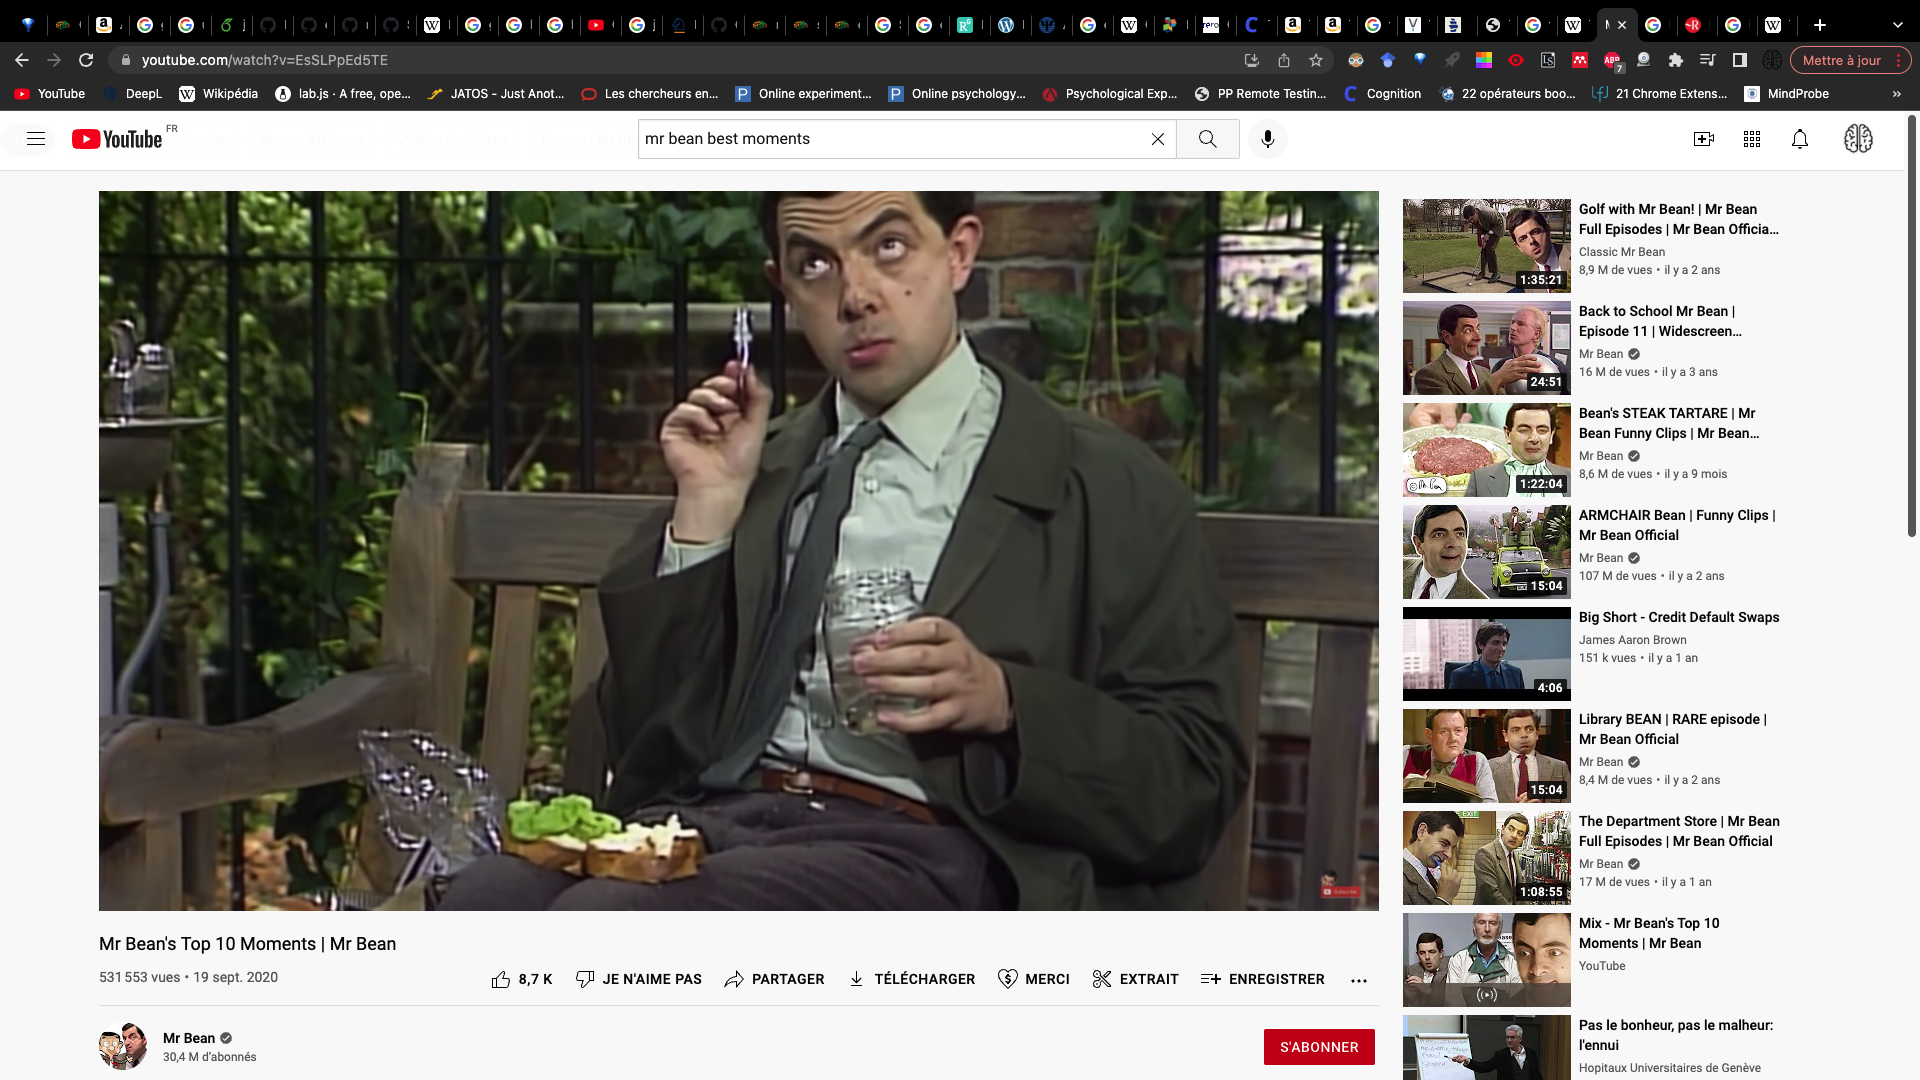 youtube.com/watch?v=EsSLPpEd5TE
7
Mettre à jour
YouTube
DeepL
Wikipédia
lab.js · A free, ope...
JATOS - Just Anot...
Les chercheurs en...
Online experiment...
Online psychology...
Psychological Exp...
PP Remote Testin...
Cognition
22 opérateurs boo...
21 Chrome Extens...
MindProbe
»
YouTube FR
mr bean best moments
Golf with Mr Bean! | Mr Bean
Full Episodes | Mr Bean Officia...
Classic Mr Bean
8,9 M de vues • il y a 2 ans
1:35:21
Back to School Mr Bean |
Episode 11 | Widescreen...
Mr Bean
16 M de vues • il y a 3 ans
24:51
Bean's STEAK TARTARE | Mr
Bean Funny Clips | Mr Bean...
Mr Bean
8,6 M de vues • il y a 9 mois
1:22:04
ARMCHAIR Bean | Funny Clips |
Mr Bean Official
Mr Bean
107 M de vues • il y a 2 ans
15:04
Big Short - Credit Default Swaps
James Aaron Brown
151 k vues • il y a 1 an
4:06
Library BEAN | RARE episode |
Mr Bean Official
Mr Bean
8,4 M de vues • il y a 2 ans
15:04
The Department Store | Mr Bean
Full Episodes | Mr Bean Official
Mr Bean
17 M de vues • il y a 1 an
1:08:55
Mix - Mr Bean's Top 10
Moments | Mr Bean
YouTube
Pas le bonheur, pas le malheur:
l'ennui
Hopitaux Universitaires de Genève
Subscribe
Mr Bean's Top 10 Moments | Mr Bean
531 553 vues • 19 sept. 2020
8,7 K
JE N'AIME PAS
PARTAGER
TÉLÉCHARGER
MERCI
EXTRAIT
ENREGISTRER
Mr Bean
30,4 M d'abonnés
S'ABONNER